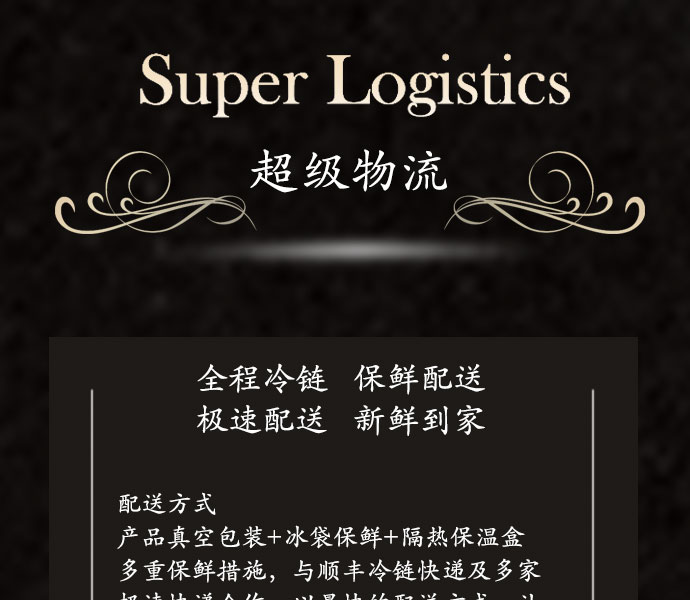 Super Logistics
超级物流
全程冷链 保鲜配送
极速配送 新鲜到家
配送方式
产品真空包装+冰袋保鲜+隔热保温盒
多重保鲜措施，与顺丰冷链快递及多家